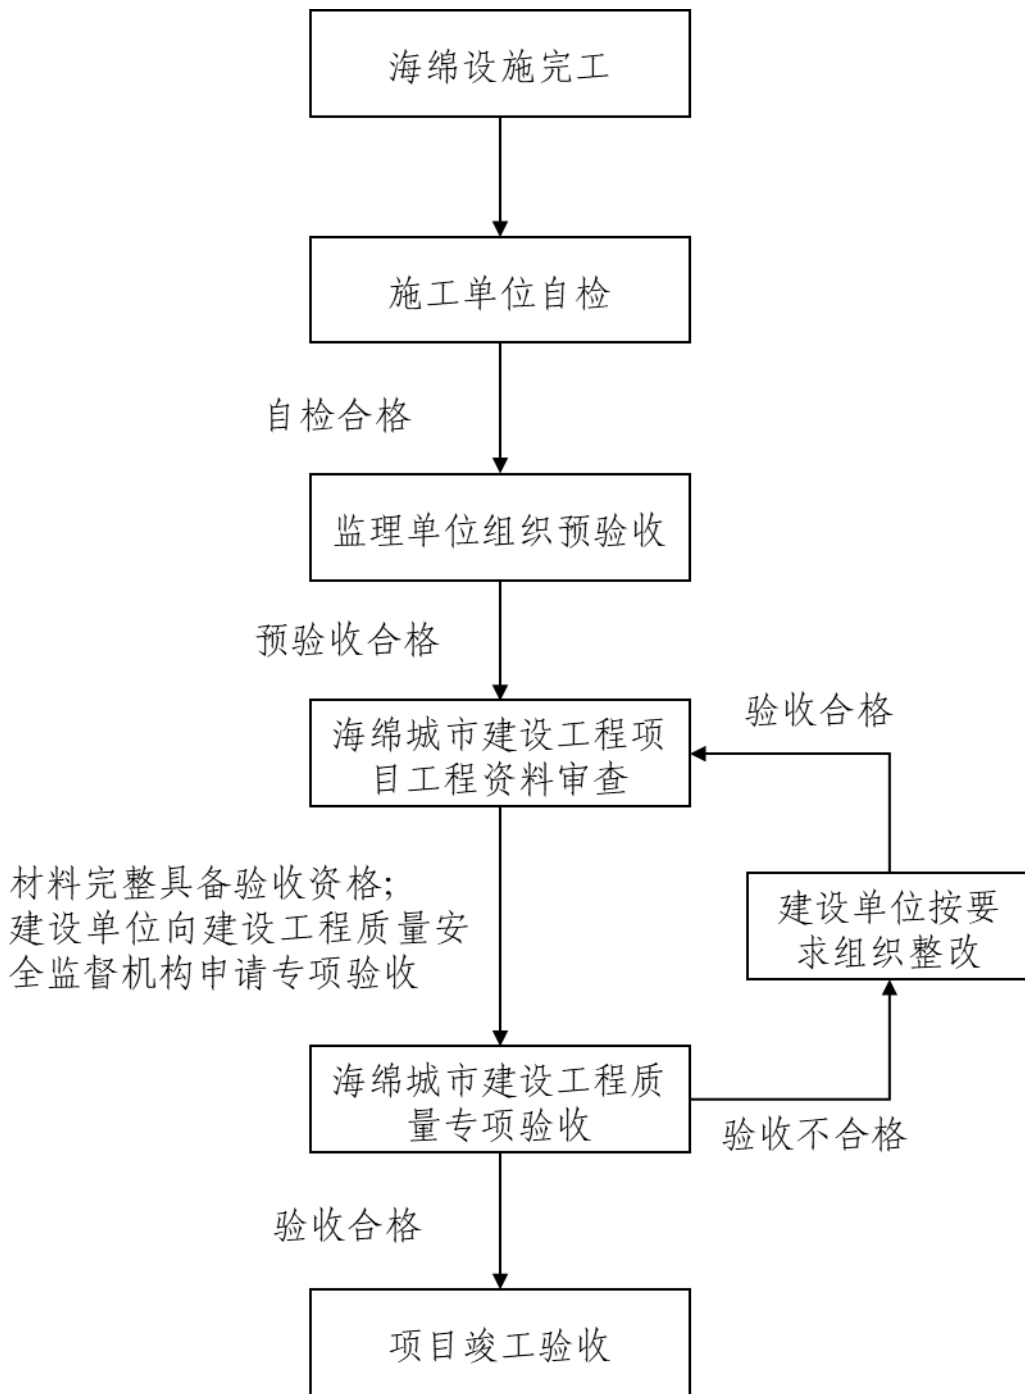 海绵设施完工
施工单位自检
自检合格
监理单位组织预验收
预验收合格
海绵城市建设工程项
目工程资料审查
验收合格
材料完整具备验收资格;
建设单位向建设工程质量安
全监督机构申请专项验收
建设单位按要
求组织整改
海绵城市建设工程质
量专项验收
验收不合格
验收合格
项目竣工验收